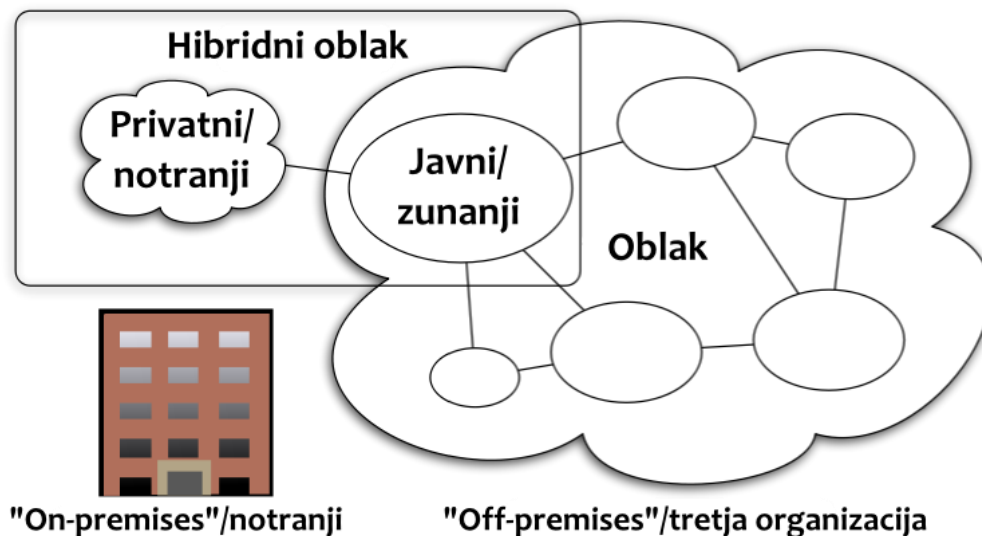 Hibridni oblak
Privatni/
notranji
Javni/
zunanji
Oblak
"On-premises"/notranji
"Off-premises"/tretja organizacija